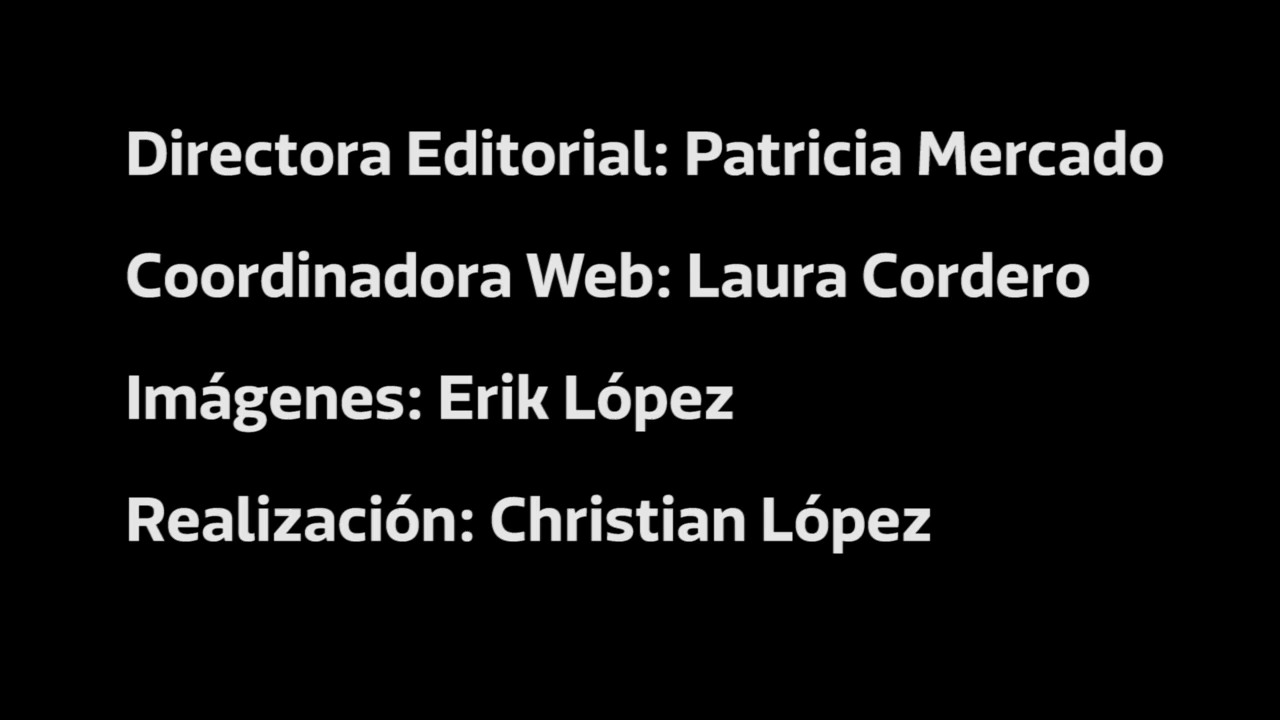 Directora Editorial: Patricia Mercado
Coordinadora Web: Laura Cordero
Imágenes: Erik López
Realización: Christian López